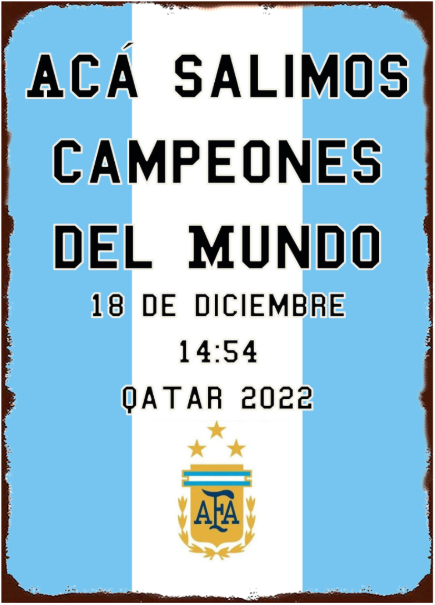 ACÁ SALIMOS
CAMPEONES
DEL MUNDO
18 DE DICIEMBRE
14:54
QATAR 2022
AFA